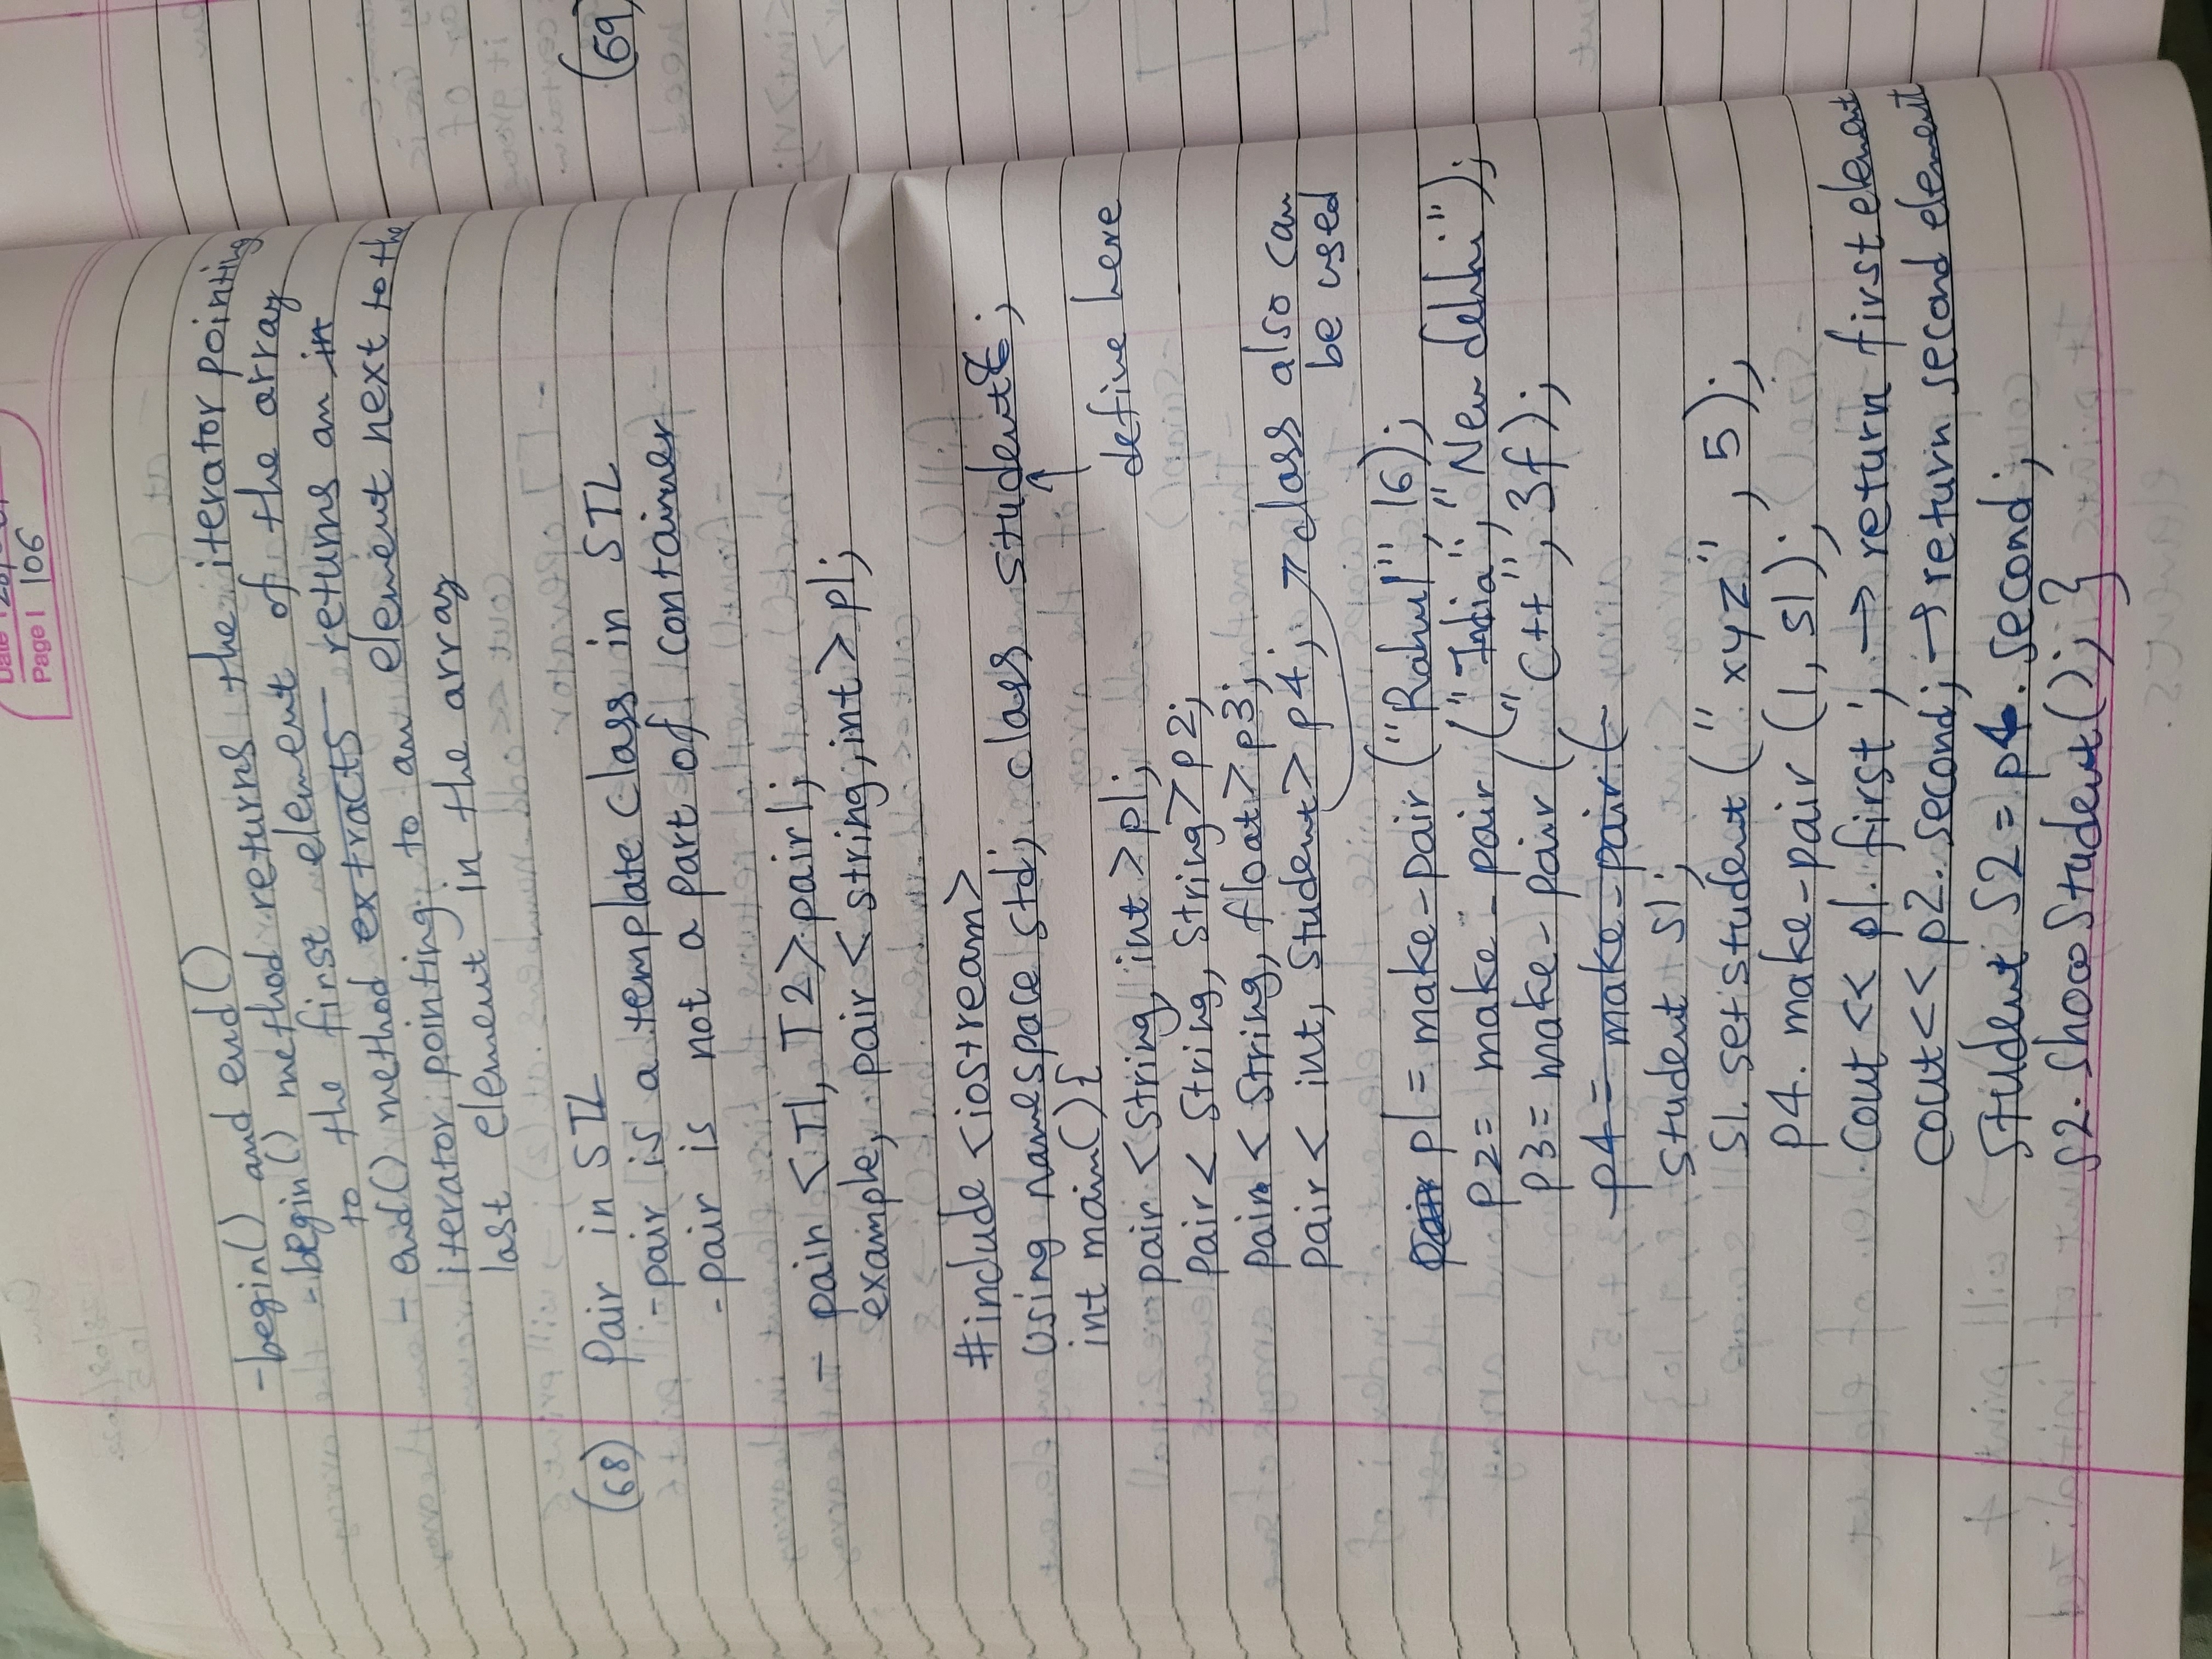 Page | 106
-begin() and end()
-begin() method returns the iterator pointing
to the first element of the array
- end() method extracts returns an in
iterator pointing to an element next to the
last element in the array
(68) Pair in STL
-pair is a template class in STL
-pair is not a part of container
(69)
- pair <T1, T2> pair1;
example, pair <string, int> p1;
#include <iostream>
Using namespace std; class student;
int main(){
define here
pair <String, int> p1;
pair< String, String> p2;
pair < String, float> p3;
pair< int, Student> p4; → class also can
be used
pair p1 = make-pair ("Rahul", 16);
p2= make-pair ("India", "New Delhi");
p3= make-pair ("C++", 3f);
p4 = make-pair (
student s1;
S1. setstudent ("xyz", 5);
p4. make-pair (1, s1);
cout << p1. first ; → return first element
cout<< p2. second; → return second element
student S2 = p4. second;
S2. ShowStudent(); }